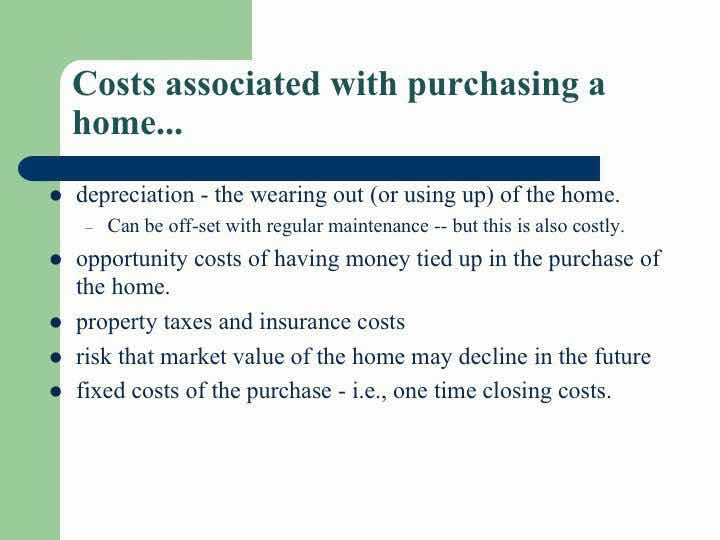 Costs associated with purchasing a
home...
depreciation - the wearing out (or using up) of the home.
– Can be off-set with regular maintenance -- but this is also costly.
opportunity costs of having money tied up in the purchase of
the home.
property taxes and insurance costs
risk that market value of the home may decline in the future
fixed costs of the purchase - i.e., one time closing costs.